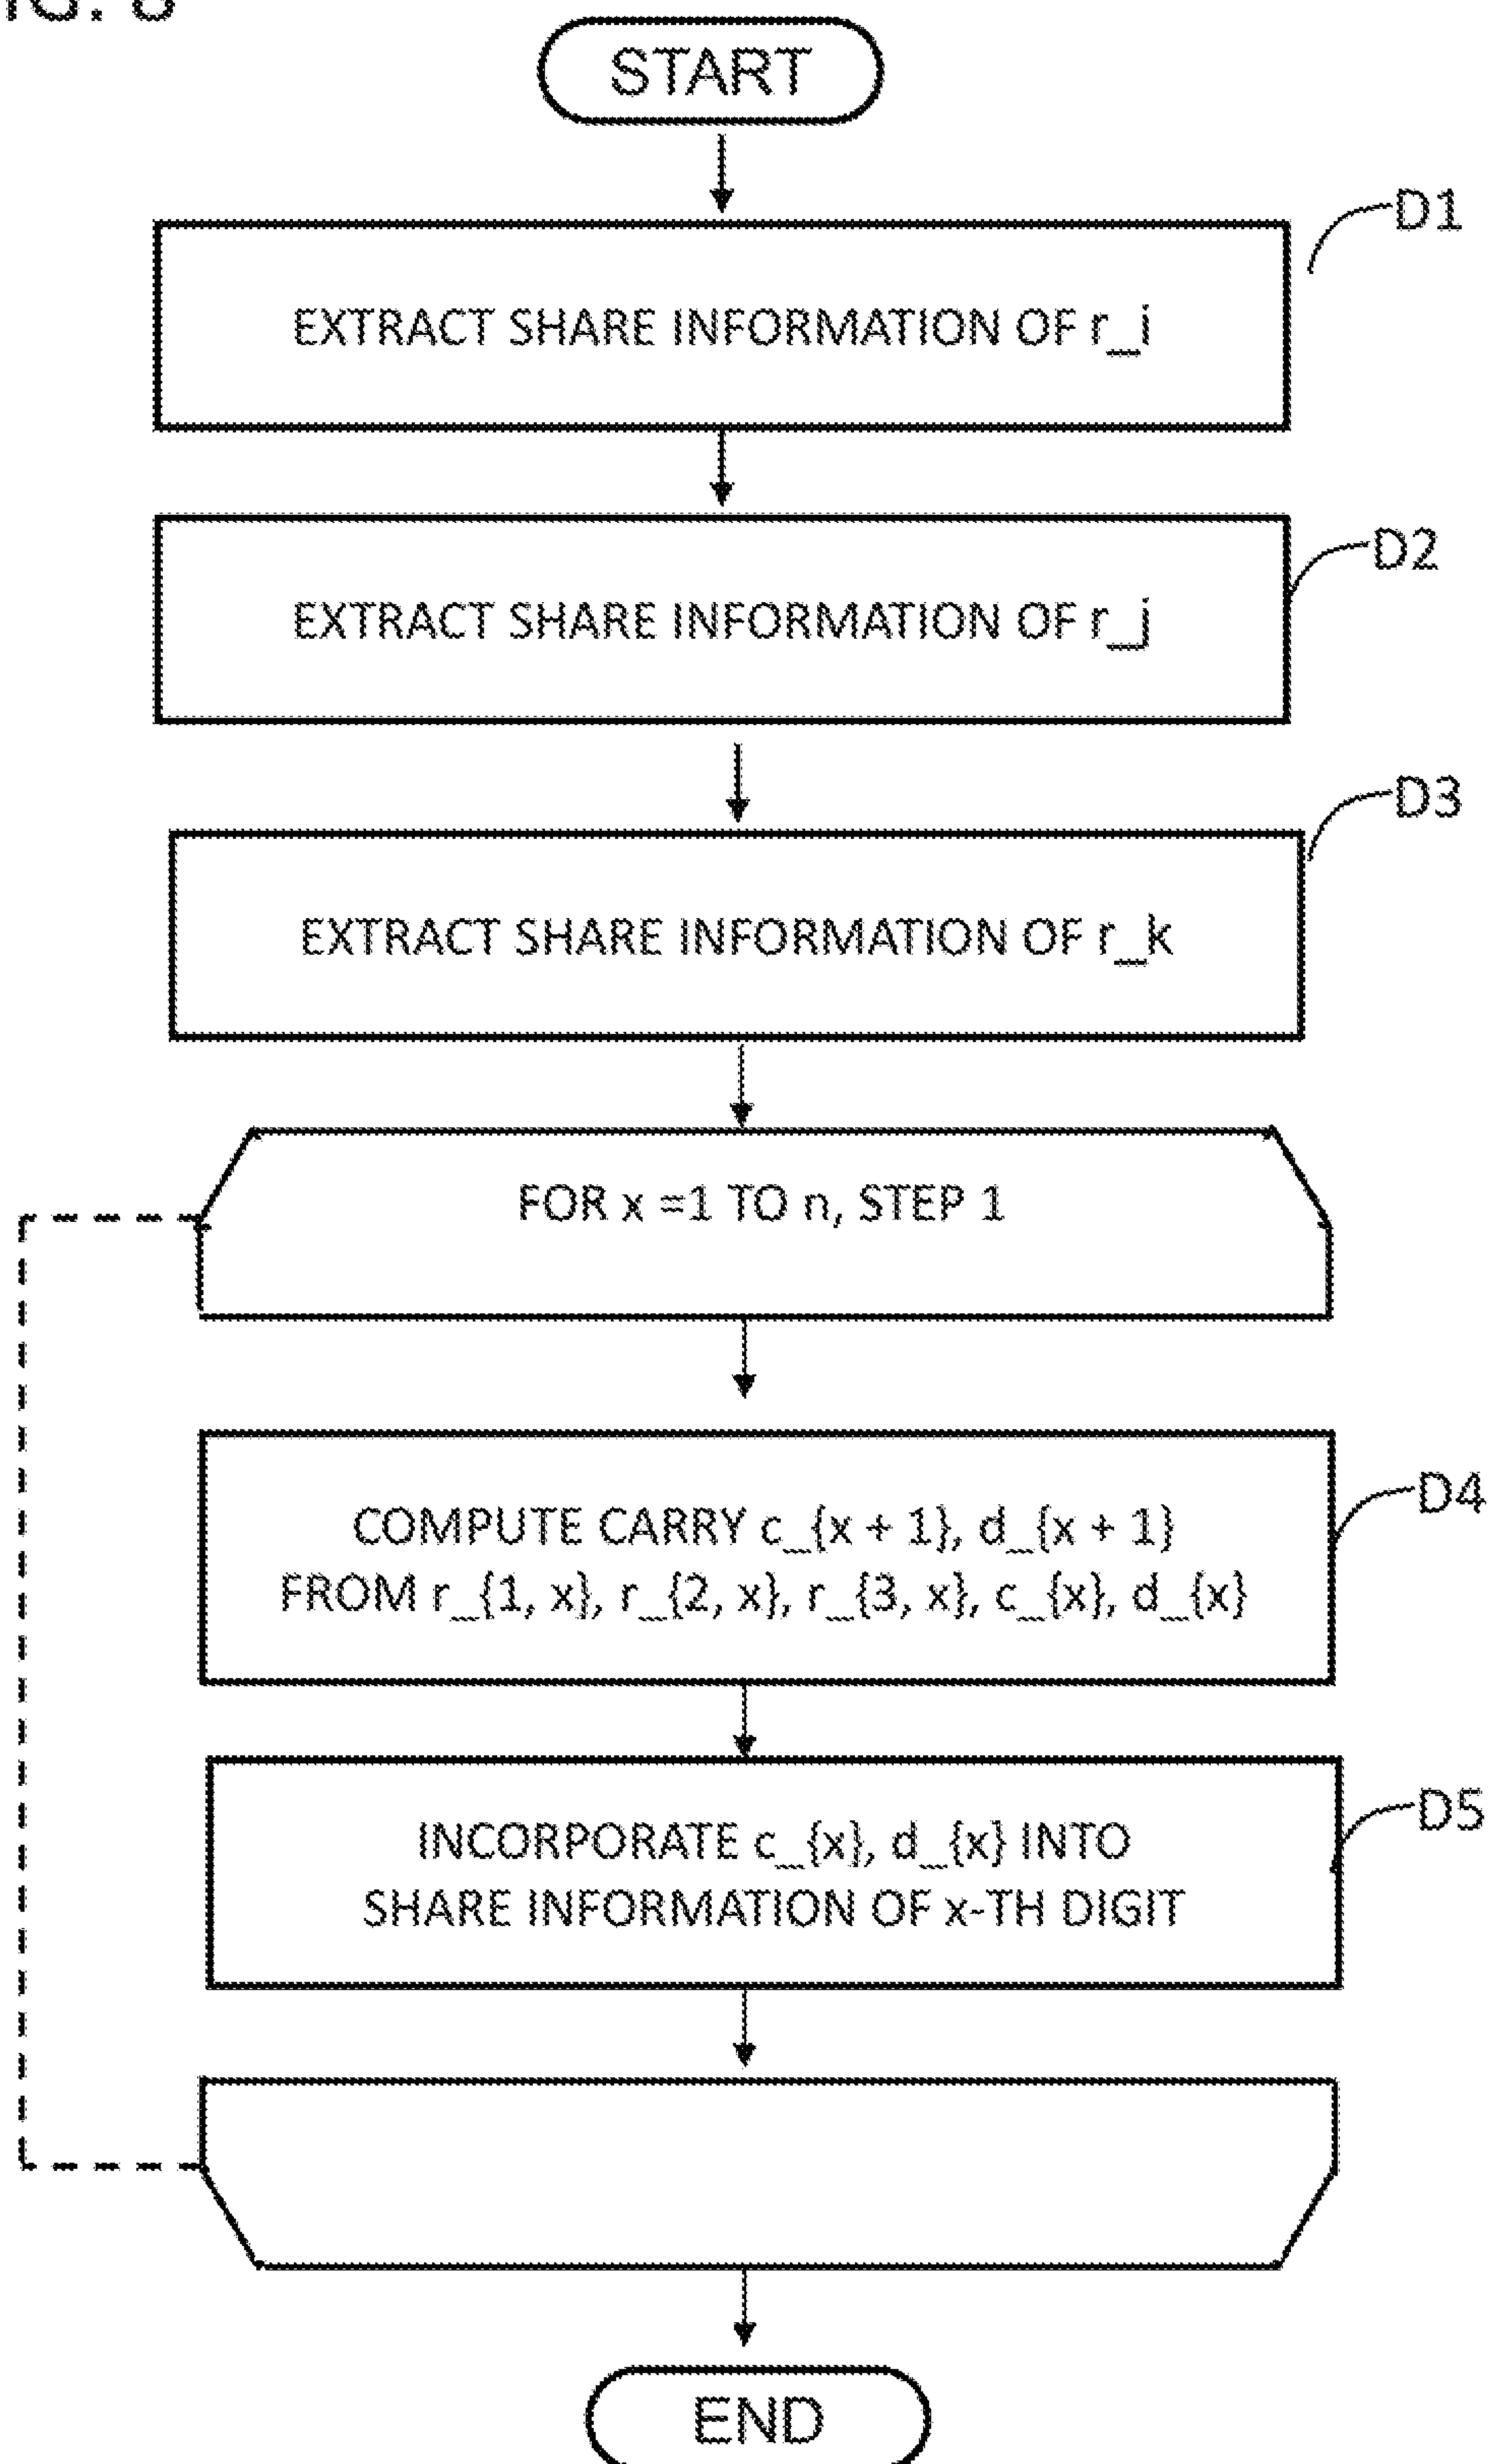 FIG. 8
START
D1
EXTRACT SHARE INFORMATION OF r_i
D2
EXTRACT SHARE INFORMATION OF r_j
D3
EXTRACT SHARE INFORMATION OF r_k
FOR x =1 TO n, STEP 1
D4
COMPUTE CARRY c_{x + 1}, d_{x + 1}
FROM r_{1, x}, r_{2, x}, r_{3, x}, c_{x}, d_{x}
D5
INCORPORATE c_{x}, d_{x} INTO
SHARE INFORMATION OF x-TH DIGIT
END